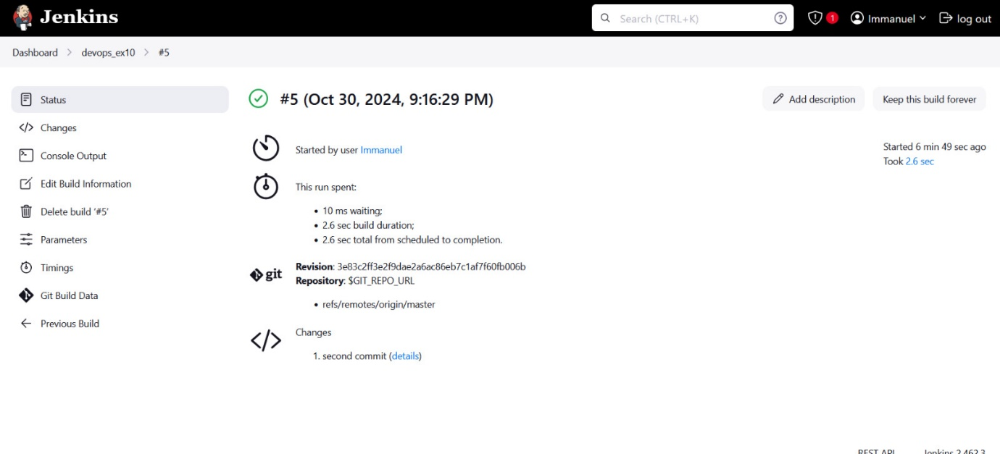 Jenkins
Search (CTRL+K)
1
Immanuel
log out
Dashboard > devops_ex10 > #5
Status
Changes
Console Output
Edit Build Information
Delete build '#5'
Parameters
Timings
Git Build Data
Previous Build
#5 (Oct 30, 2024, 9:16:29 PM)
Add description
Keep this build forever
Started by user Immanuel
Started 6 min 49 sec ago
Took 2.6 sec
This run spent:
• 10 ms waiting;
• 2.6 sec build duration;
• 2.6 sec total from scheduled to completion.
git
Revision: 3e83c2ff3e2f9dae2a6ac86eb7c1af7f60fb006b
Repository: $GIT_REPO_URL
• refs/remotes/origin/master
Changes
1. second commit (details)
REST API
Jenkins 2.462.3